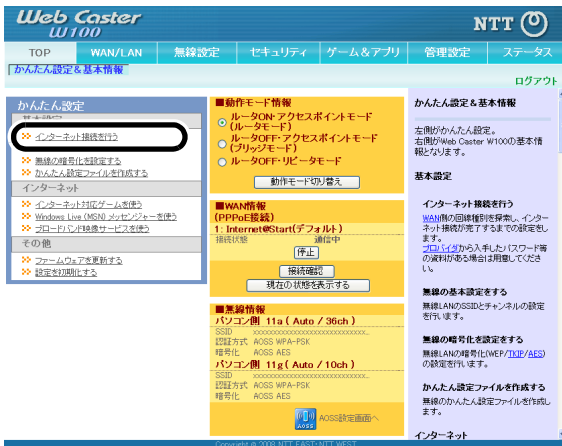 Web Caster
W100
NTT
TOP
WAN/LAN
無線設定
セキュリティ
ゲーム&アプリ
管理設定
ステータス
かんたん設定&基本情報
ログアウト
かんたん設定
基本設定
インターネット接続を行う
無線の暗号化を設定する
かんたん設定ファイルを作成する
インターネット
インターネット対応ゲームを使う
Windows Live (MSN) メッセンジャーを使う
ブロードバンド映像サービスを使う
その他
ファームウェアを更新する
設定を初期化する
■動作モード情報
ルータON・アクセスポイントモード
(ルータモード)
ルータOFF・アクセスポイントモード
(ブリッジモード)
ルータOFF・リピータモード
動作モード切り替え
■WAN情報
(PPPoE接続)
1: Internet@Start(デフォルト)
接続状態 通信中
停止
接続確認
現在の状態を表示する
■無線情報
パソコン側 11a ( Auto / 36ch )
SSID xxxxxxxxxxxxxxxxxxxxxxxxx..
認証方式 AOSS WPA-PSK
暗号化 AOSS AES
パソコン側 11g ( Auto / 10ch )
SSID xxxxxxxxxxxxxxxxxxxxxxxxx..
認証方式 AOSS WPA-PSK
暗号化 AOSS AES
AOSS
AOSS設定画面へ
かんたん設定&基本情報
左側がかんたん設定。
右側がWeb Caster W100の基本情
報となります。
基本設定
インターネット接続を行う
WAN側の回線種別を探索し、インター
ネット接続が完了するまでの設定をし
ます。
プロバイダから入手したパスワード等
の資料がある場合は用意してくださ
い。
無線の基本設定をする
無線LANのSSIDとチャンネルの設定
を行います。
無線の暗号化を設定する
無線LANの暗号化(WEP/TKIP/AES)
の設定を行います。
かんたん設定ファイルを作成する
無線のかんたん設定ファイルを作成し
ます。
インターネット
Copyright © 2008 NTT EAST・NTT WEST